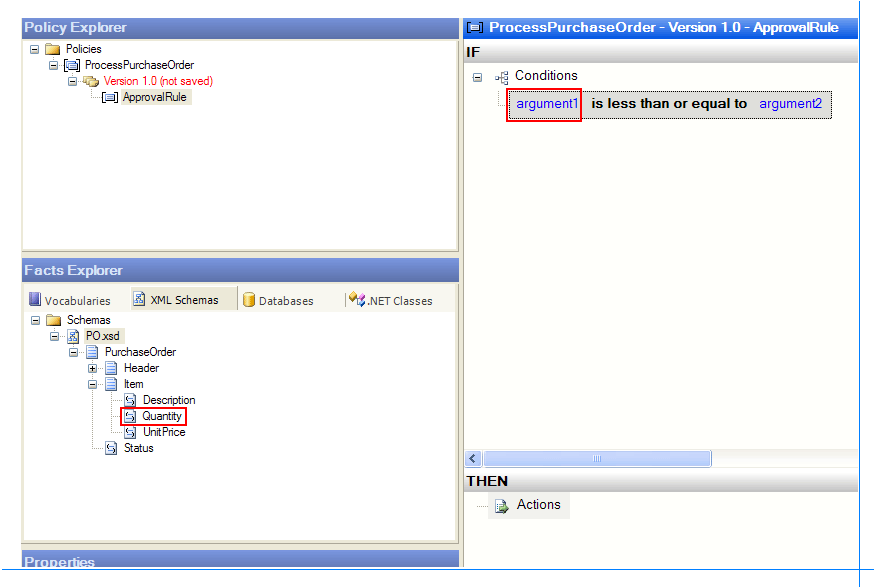 Policy Explorer
Policies
ProcessPurchaseOrder
Version 1.0 (not saved)
ApprovalRule
Facts Explorer
Vocabularies XML Schemas Databases .NET Classes
Schemas
PO.xsd
PurchaseOrder
Header
Item
Description
Quantity
UnitPrice
Status
Properties
ProcessPurchaseOrder - Version 1.0 - ApprovalRule
IF
Conditions
argument1 is less than or equal to argument2
THEN
Actions